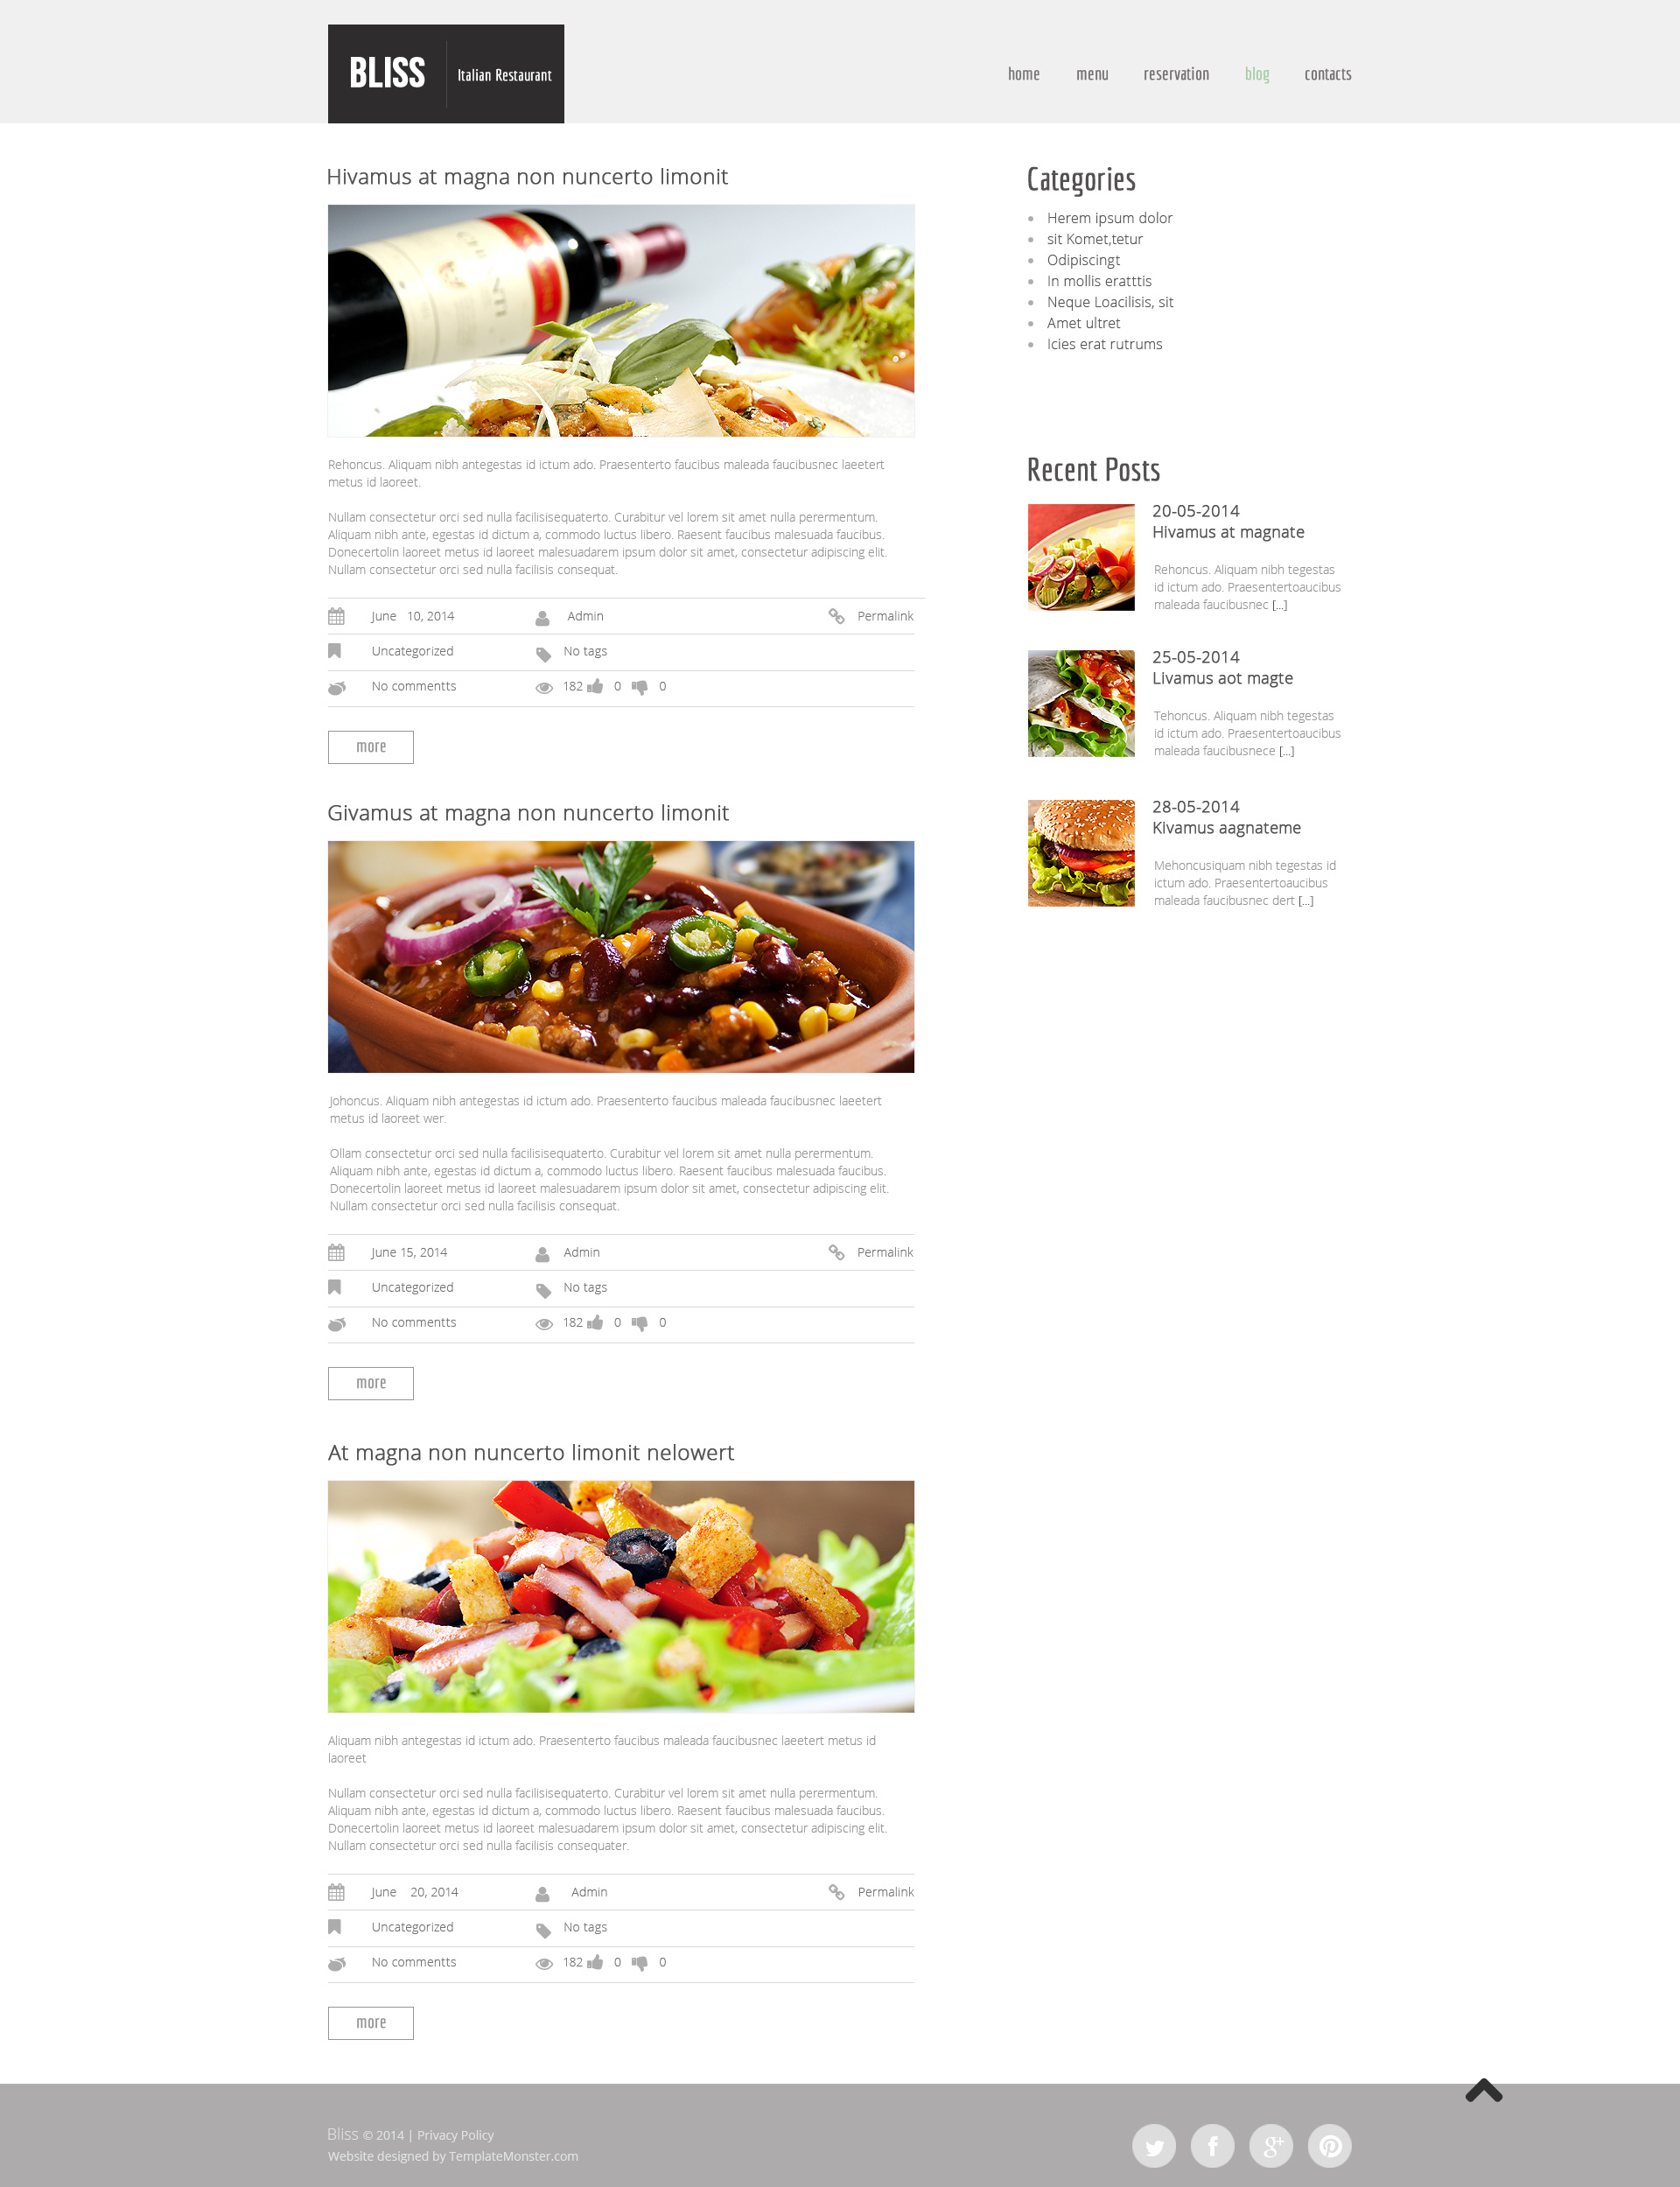 BLISS Italian Restaurant
home menu reservation blog contacts
Hivamus at magna non nuncerto limonit
Rehoncus. Aliquam nibh antegestas id ictum ado. Praesenterto faucibus maleada faucibusnec laeetert
metus id laoreet.
Nullam consectetur orci sed nulla facilisisequaterto. Curabitur vel lorem sit amet nulla perermentum.
Aliquam nibh ante, egestas id dictum a, commodo luctus libero. Raesent faucibus malesuada faucibus.
Donecertolin laoreet metus id laoreet malesuadarem ipsum dolor sit amet, consectetur adipiscing elit.
Nullam consectetur orci sed nulla facilisis consequat.
June 10, 2014 Admin Permalink
Uncategorized No tags
No commentts 182 0 0
more
Givamus at magna non nuncerto limonit
Johoncus. Aliquam nibh antegestas id ictum ado. Praesenterto faucibus maleada faucibusnec laeetert
metus id laoreet wer.
Ollam consectetur orci sed nulla facilisisequaterto. Curabitur vel lorem sit amet nulla perermentum.
Aliquam nibh ante, egestas id dictum a, commodo luctus libero. Raesent faucibus malesuada faucibus.
Donecertolin laoreet metus id laoreet malesuadarem ipsum dolor sit amet, consectetur adipiscing elit.
Nullam consectetur orci sed nulla facilisis consequat.
June 15, 2014 Admin Permalink
Uncategorized No tags
No commentts 182 0 0
more
At magna non nuncerto limonit nelowert
Aliquam nibh antegestas id ictum ado. Praesenterto faucibus maleada faucibusnec laeetert metus id
laoreet
Nullam consectetur orci sed nulla facilisisequaterto. Curabitur vel lorem sit amet nulla perermentum.
Aliquam nibh ante, egestas id dictum a, commodo luctus libero. Raesent faucibus malesuada faucibus.
Donecertolin laoreet metus id laoreet malesuadarem ipsum dolor sit amet, consectetur adipiscing elit.
Nullam consectetur orci sed nulla facilisis consequater.
June 20, 2014 Admin Permalink
Uncategorized No tags
No commentts 182 0 0
more
Categories
Herem ipsum dolor
sit Komet,tetur
Odipiscingt
In mollis eratttis
Neque Loacilisis, sit
Amet ultret
Icies erat rutrums
Recent Posts
20-05-2014
Hivamus at magnate
Rehoncus. Aliquam nibh tegestas
id ictum ado. Praesentertoaucibus
maleada faucibusnec [...]
25-05-2014
Livamus aot magte
Tehoncus. Aliquam nibh tegestas
id ictum ado. Praesentertoaucibus
maleada faucibusnece [...]
28-05-2014
Kivamus aagnateme
Mehoncusiquam nibh tegestas id
ictum ado. Praesentertoaucibus
maleada faucibusnec dert [...]
Bliss © 2014 | Privacy Policy
Website designed by TemplateMonster.com